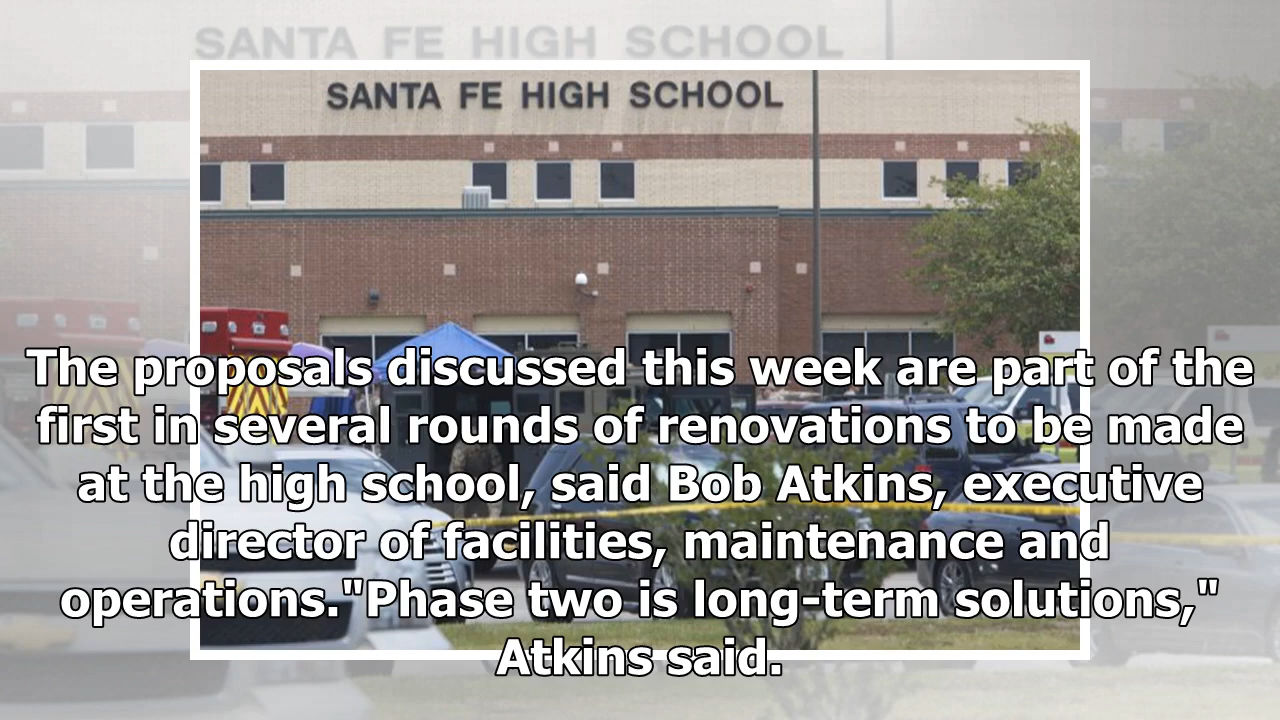 SANTA FE HIGH SCHOOL
SANTA FE HIGH SCHOOL
The proposals discussed this week are part of the
first in several rounds of renovations to be made
at the high school, said Bob Atkins, executive
director of facilities, maintenance and
operations."Phase two is long-term solutions,"
Atkins said.